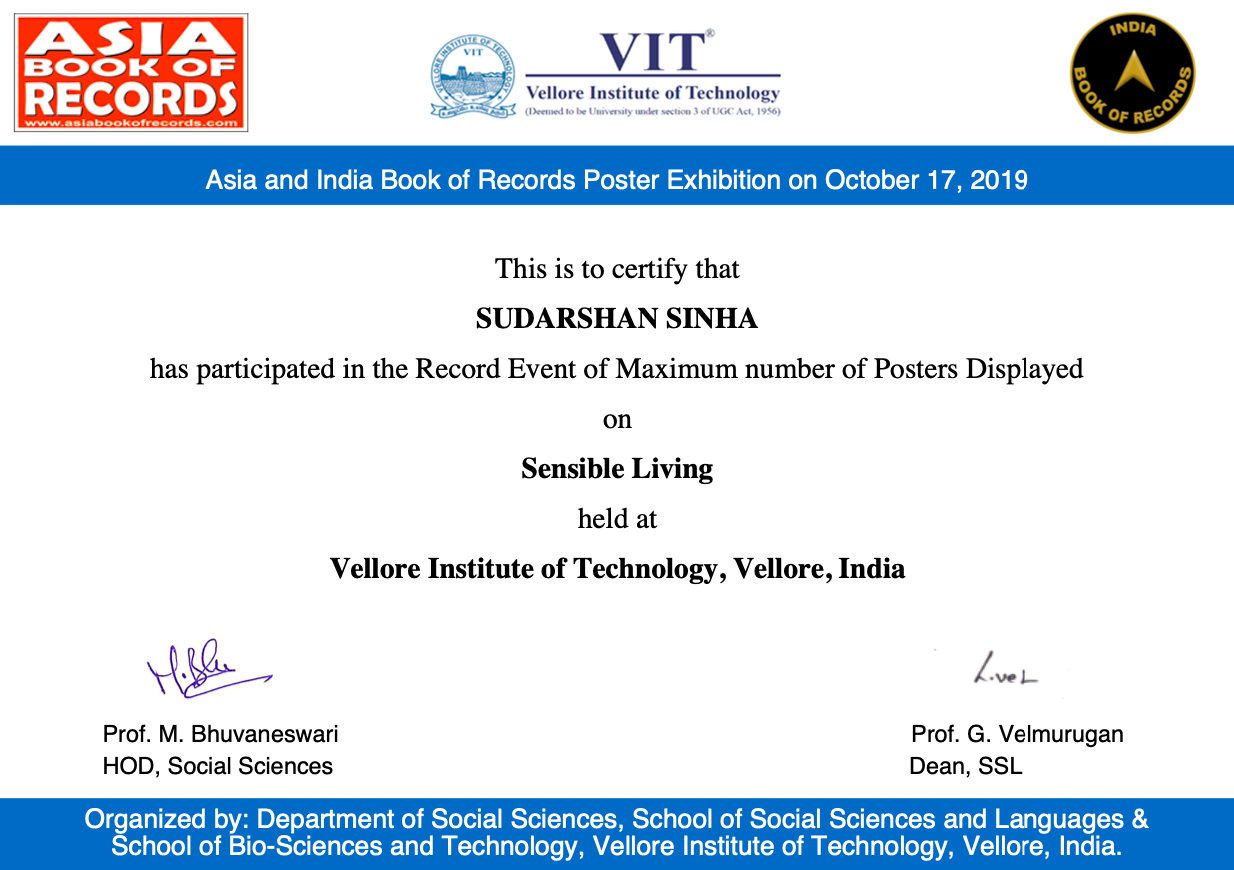 ASIA
BOOK OF
RECORDS
www.asiabookofrecords.com
VELLORE INSTITUTE OF TECHNOLOGY
VIT
VIT®
Vellore Institute of Technology
(Deemed to be University under section 3 of UGC Act, 1956)
INDIA
BOOK OF RECORDS
Asia and India Book of Records Poster Exhibition on October 17, 2019
This is to certify that
SUDARSHAN SINHA
has participated in the Record Event of Maximum number of Posters Displayed
on
Sensible Living
held at
Vellore Institute of Technology, Vellore, India
Prof. M. Bhuvaneswari
HOD, Social Sciences
Prof. G. Velmurugan
Dean, SSL
Organized by: Department of Social Sciences, School of Social Sciences and Languages &
School of Bio-Sciences and Technology, Vellore Institute of Technology, Vellore, India.